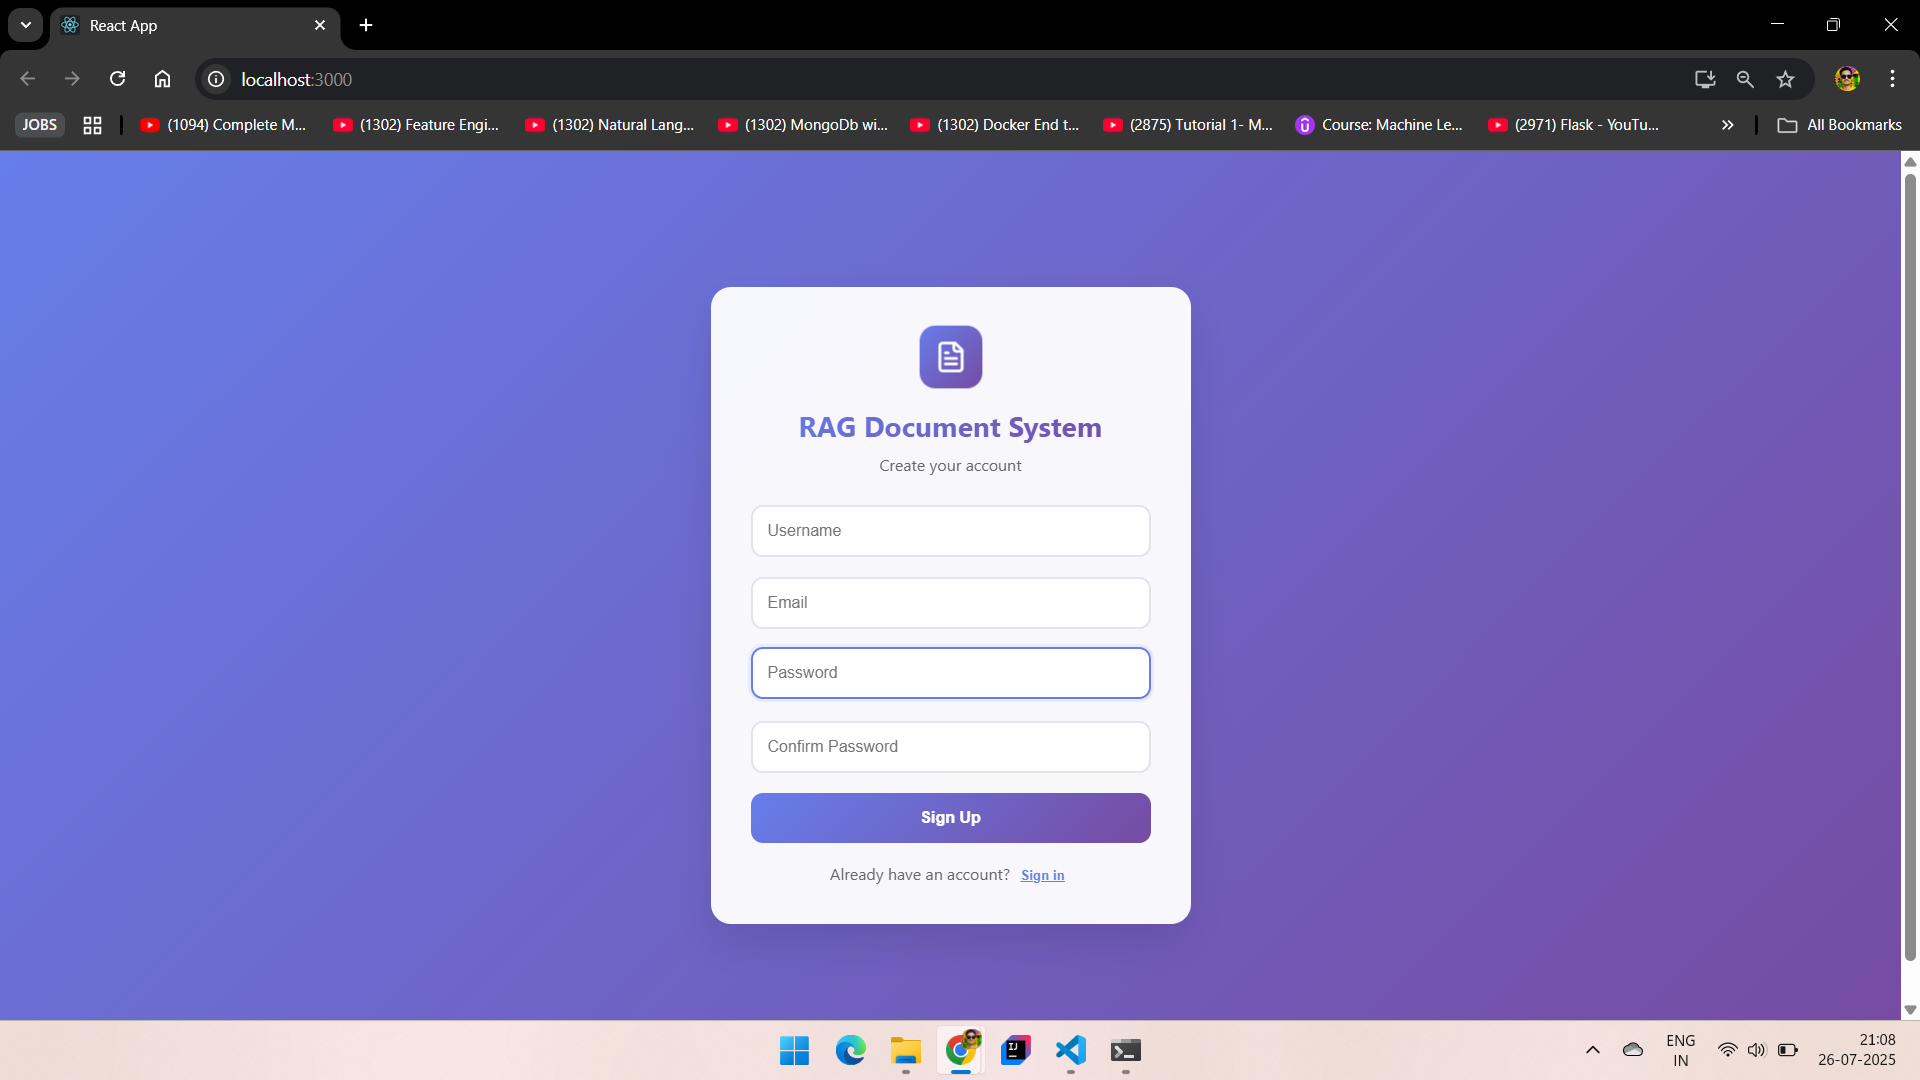 React App
localhost:3000
JOBS
(1094) Complete M...
(1302) Feature Engi...
(1302) Natural Lang...
(1302) MongoDb wi...
(1302) Docker End t...
(2875) Tutorial 1- M...
Course: Machine Le...
(2971) Flask - YouTu...
All Bookmarks
RAG Document System
Create your account
Username
Email
Password
Confirm Password
Sign Up
Already have an account? Sign in
IJ
ENG
IN
21:08
26-07-2025